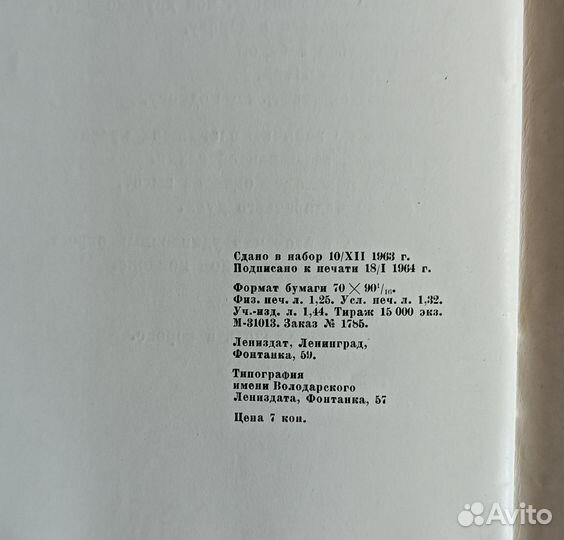 Сдано в набор 10/XII 1963 г.
Подписано к печати 18/I 1964 г.
Формат бумаги 70 × 90¹/₁₆.
Физ. печ. л. 1,25. Усл. печ. л. 1,32.
Уч.-изд. л. 1,44. Тираж 15 000 экз.
М-31013. Заказ № 1785.
Лениздат, Ленинград,
Фонтанка, 59.
Типография
имени Володарского
Лениздата, Фонтанка, 57
Цена 7 коп.
Avito